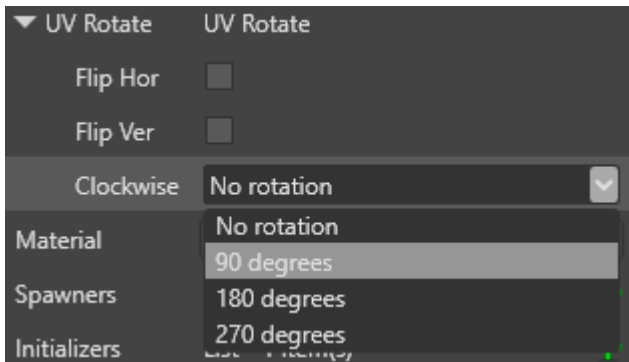 UV Rotate UV Rotate
Flip Hor
Flip Ver
Clockwise No rotation
No rotation
Material
90 degrees
Spawners 180 degrees
Initializers 270 degrees